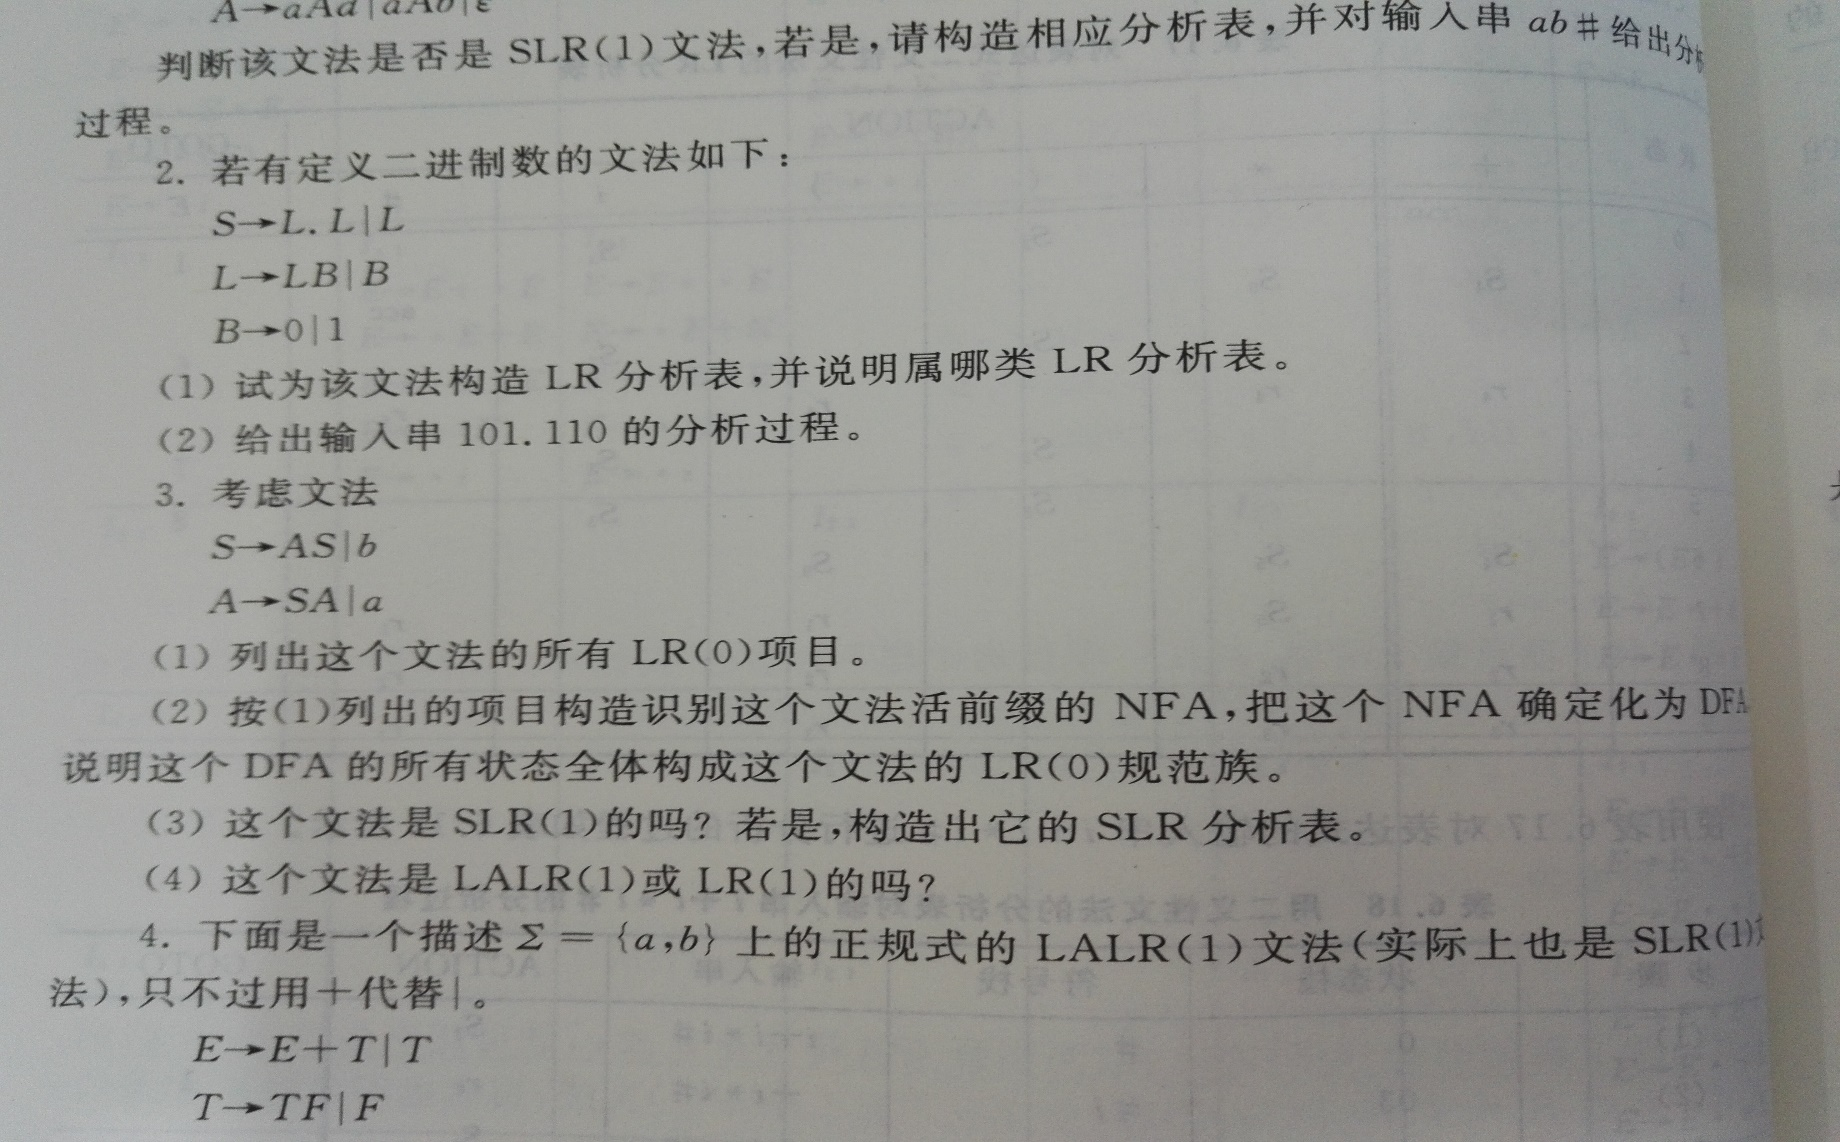 A→aAd|aAb|ε
判断该文法是否是 SLR(1)文法,若是,请构造相应分析表,并对输入串 ab#给出分析
过程。
2. 若有定义二进制数的文法如下:
S→L.L|L
L→LB|B
B→0|1
(1) 试为该文法构造 LR 分析表,并说明属哪类 LR 分析表。
(2) 给出输入串 101.110 的分析过程。
3. 考虑文法
S→AS|b
A→SA|a
(1) 列出这个文法的所有 LR(0)项目。
(2) 按(1)列出的项目构造识别这个文法活前缀的 NFA,把这个 NFA 确定化为 DFA
说明这个 DFA 的所有状态全体构成这个文法的 LR(0)规范族。
(3) 这个文法是 SLR(1)的吗? 若是,构造出它的 SLR 分析表。
(4) 这个文法是 LALR(1)或 LR(1)的吗?
4. 下面是一个描述 Σ={a,b} 上的正规式的 LALR(1)文法(实际上也是 SLR(1)
法),只不过用+代替|。
E→E+T|T
T→TF|F